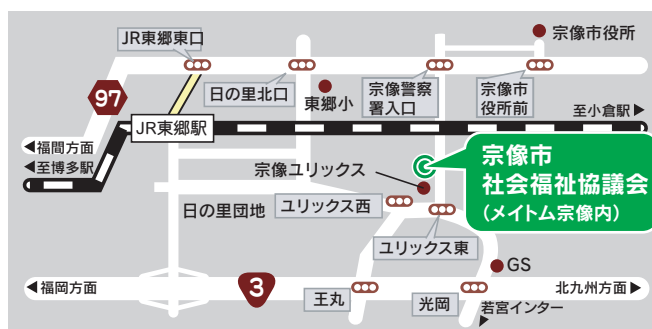 宗像市役所
JR東郷東口
97
日の里北口
東郷小
宗像警察
署入口
宗像市
役所前
至小倉駅▶
JR東郷駅
◀福間方面
◀至博多駅
宗像ユリックス
宗像市
社会福祉協議会
(メイトム宗像内)
日の里団地
ユリックス西
ユリックス東
GS
◀福岡方面
3
王丸
光岡
北九州方面▶
若宮インター